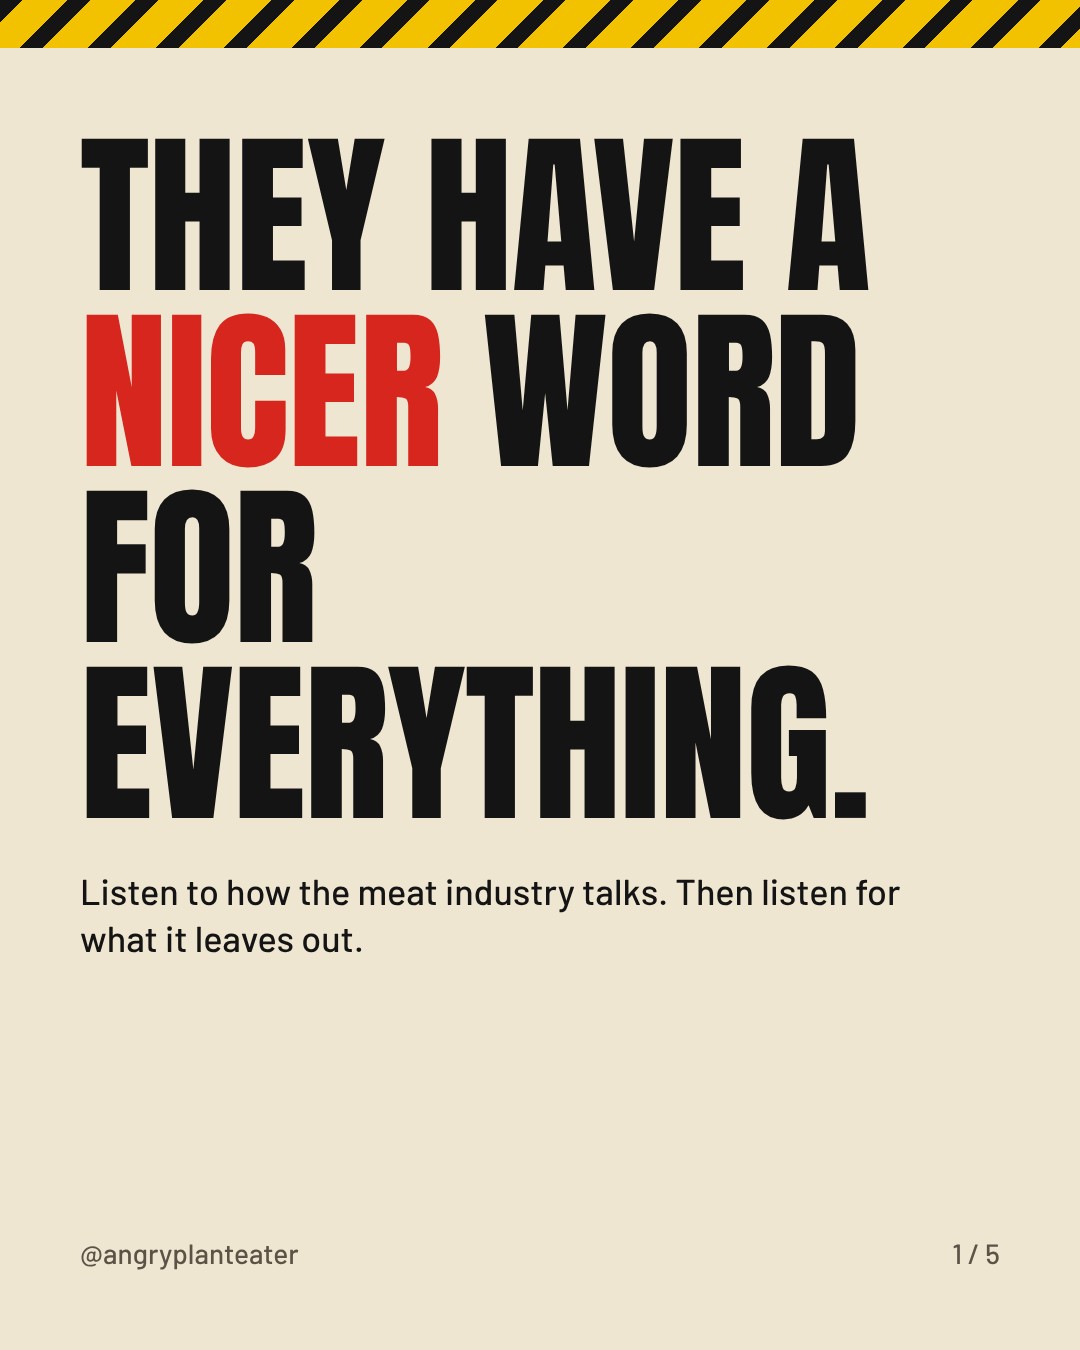 THEY HAVE A
NICER WORD
FOR
EVERYTHING.
Listen to how the meat industry talks. Then listen for
what it leaves out.
@angryplanteater
1 / 5